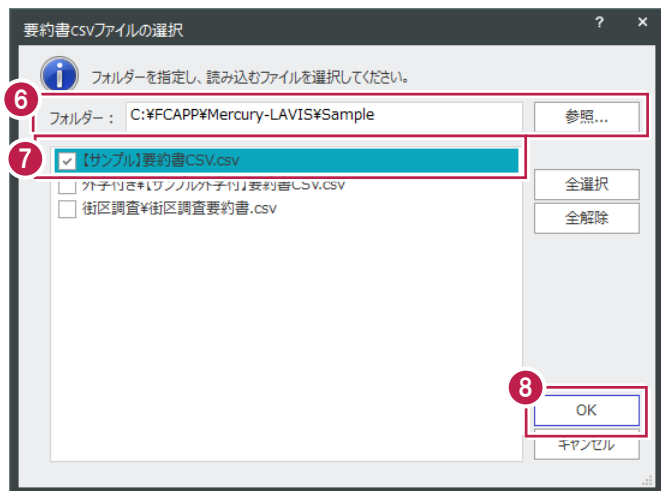 要約書csvファイルの選択
? ×
フォルダーを指定し、読み込むファイルを選択してください。
6
フォルダー： C:¥FCAPP¥Mercury-LAVIS¥Sample 参照...
7
【サンプル】要約書CSV.csv
外字付き¥【サンプル外字付】要約書CSV.csv 全選択
街区調査¥街区調査要約書.csv 全解除
8
OK
キャンセル